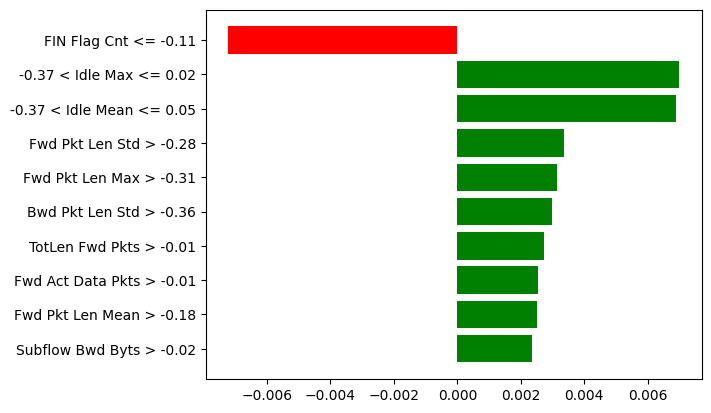 FIN Flag Cnt <= -0.11
-0.37 < Idle Max <= 0.02
-0.37 < Idle Mean <= 0.05
Fwd Pkt Len Std > -0.28
Fwd Pkt Len Max > -0.31
Bwd Pkt Len Std > -0.36
TotLen Fwd Pkts > -0.01
Fwd Act Data Pkts > -0.01
Fwd Pkt Len Mean > -0.18
Subflow Bwd Byts > -0.02
−0.006 −0.004 −0.002 0.000 0.002 0.004 0.006